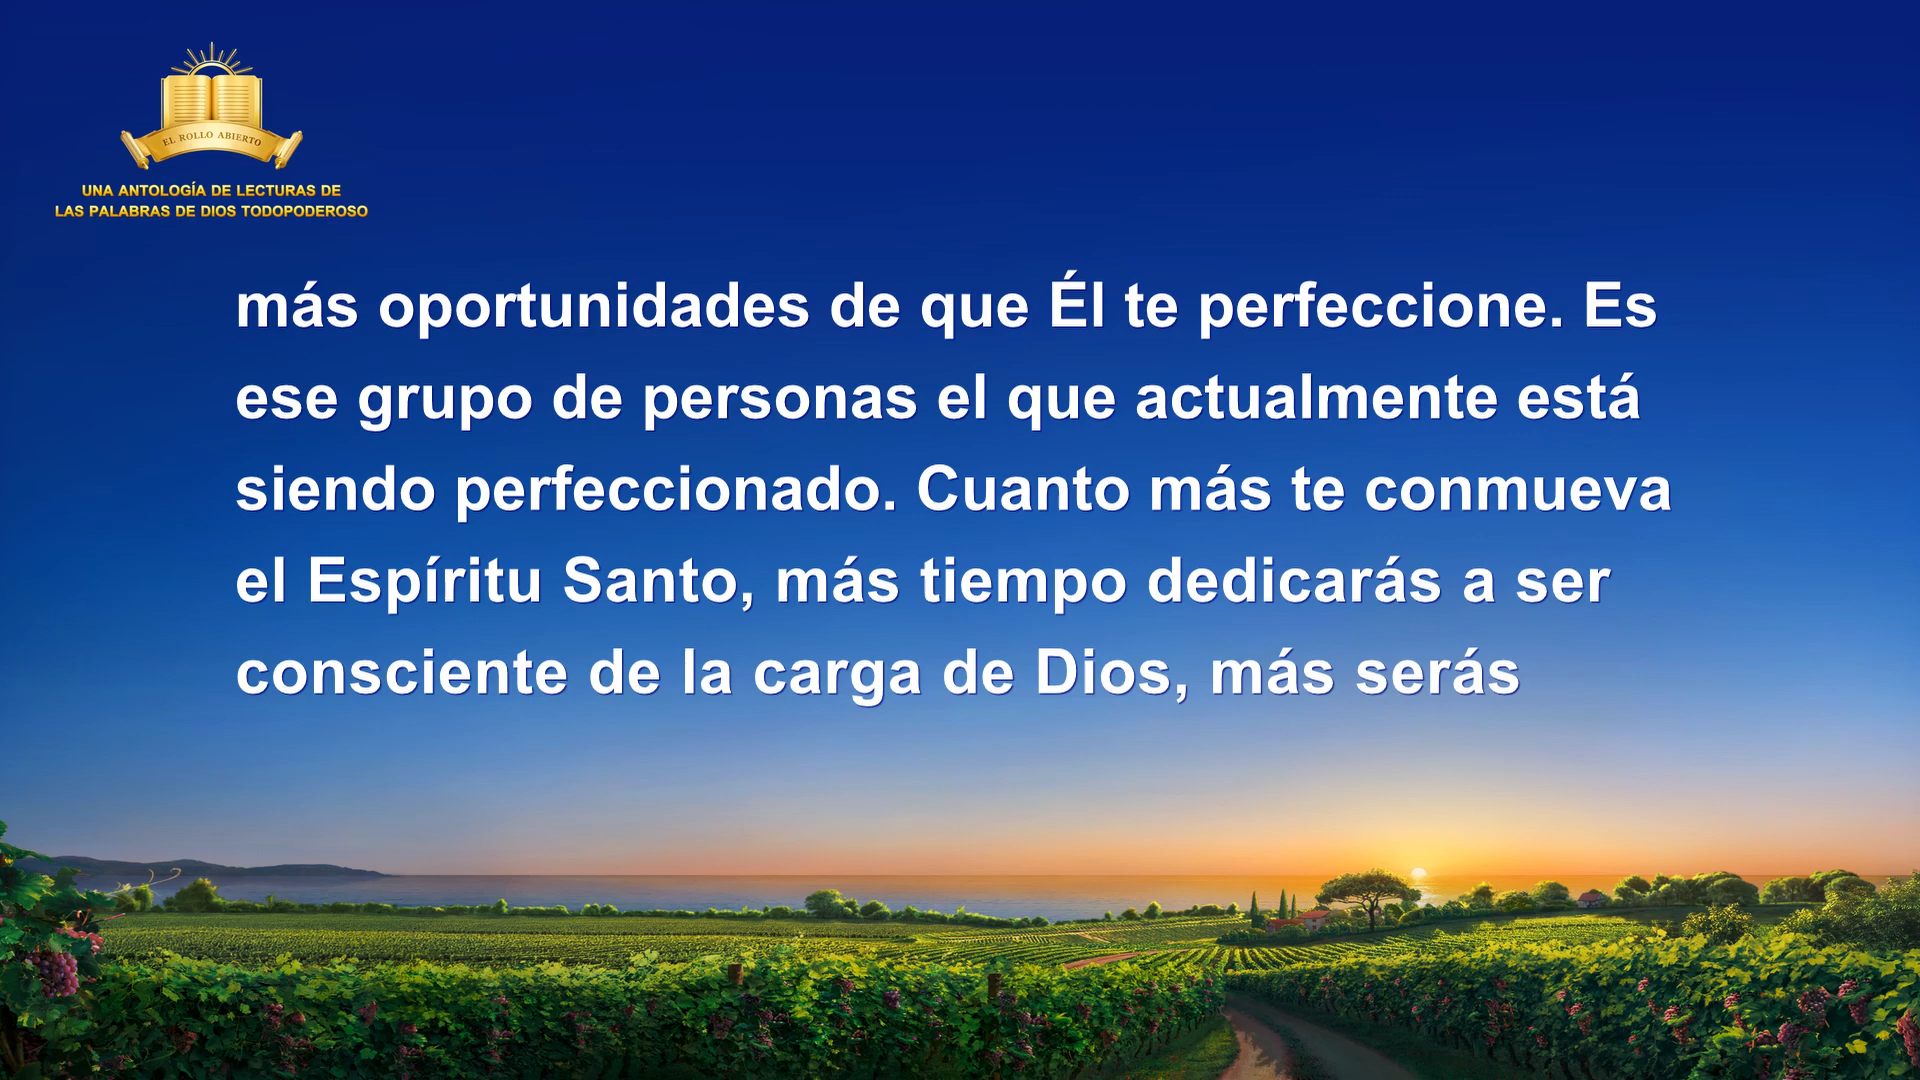 EL ROLLO ABIERTO
UNA ANTOLOGÍA DE LECTURAS DE
LAS PALABRAS DE DIOS TODOPODEROSO
más oportunidades de que Él te perfeccione. Es
ese grupo de personas el que actualmente está
siendo perfeccionado. Cuanto más te conmueva
el Espíritu Santo, más tiempo dedicarás a ser
consciente de la carga de Dios, más serás